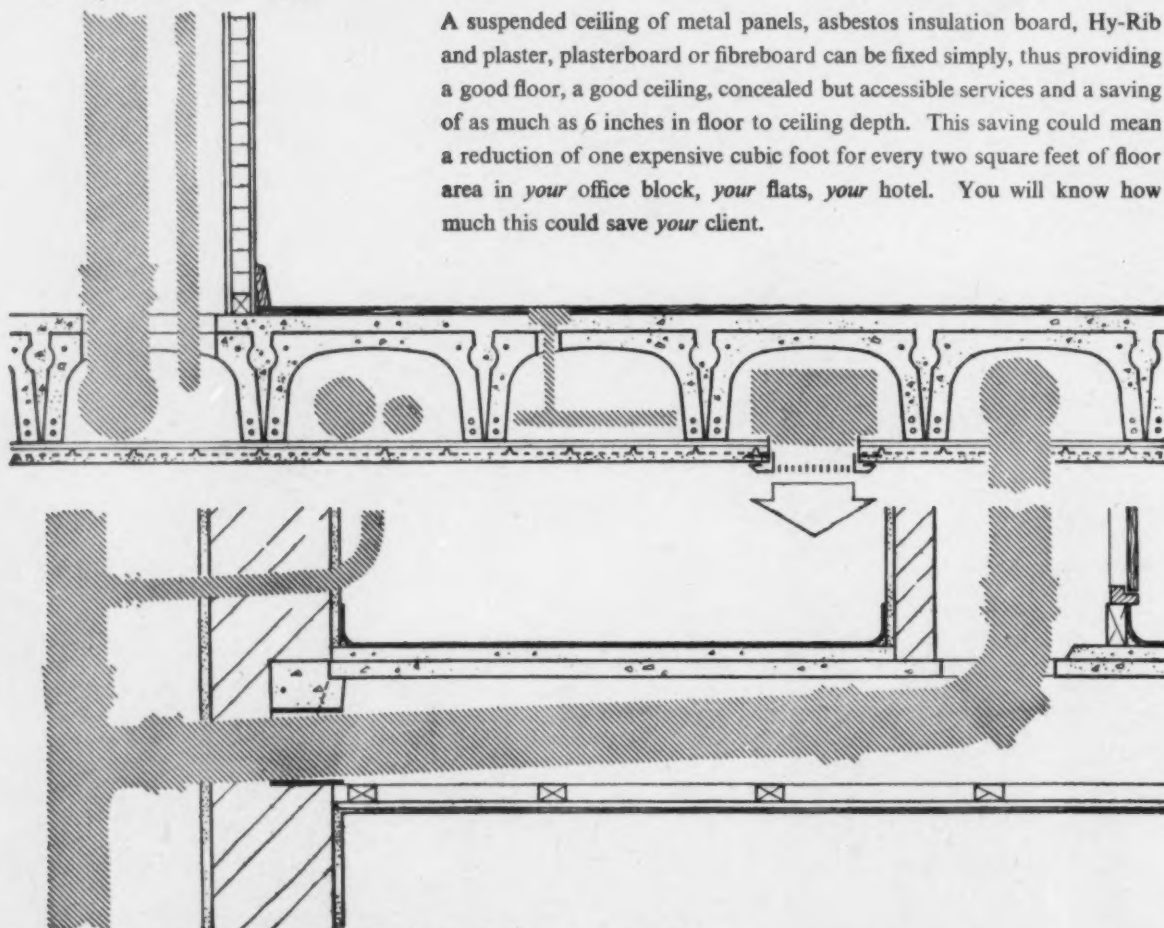 A suspended ceiling of metal panels, asbestos insulation board, Hy-Rib
and plaster, plasterboard or fibreboard can be fixed simply, thus providing
a good floor, a good ceiling, concealed but accessible services and a saving
of as much as 6 inches in floor to ceiling depth. This saving could mean
a reduction of one expensive cubic foot for every two square feet of floor
area in your office block, your flats, your hotel. You will know how
much this could save your client.